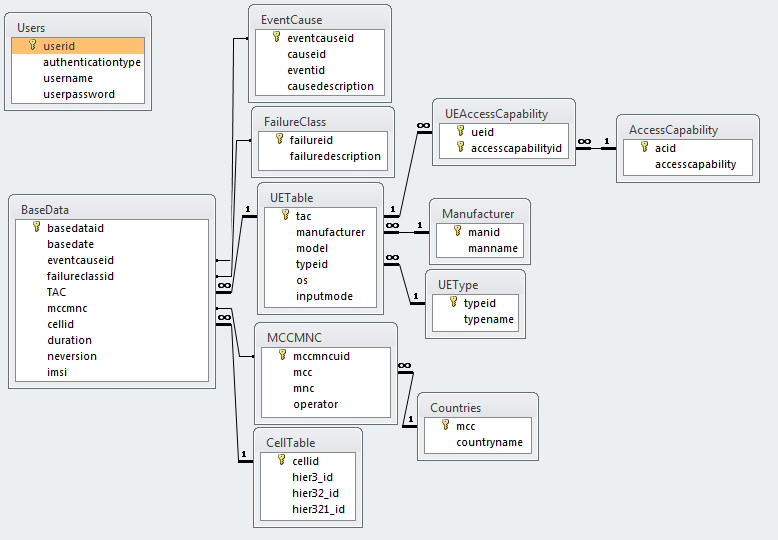 Users
userid
authenticationtype
username
userpassword
EventCause
eventcauseid
causeid
eventid
causedescription
FailureClass
failureid
failuredescription
UEAccessCapability
ueid
accesscapabilityid
∞
1
∞
1
AccessCapability
acid
accesscapability
BaseData
basedataid
basedate
eventcauseid
failureclassid
TAC
mccmnc
cellid
duration
neversion
imsi
1
∞
∞
1
UETable
tac
manufacturer
model
typeid
os
inputmode
1
∞
∞
1
1
Manufacturer
manid
manname
UEType
typeid
typename
MCCMNC
mccmncuid
mcc
mnc
operator
∞
1
Countries
mcc
countryname
CellTable
cellid
hier3_id
hier32_id
hier321_id